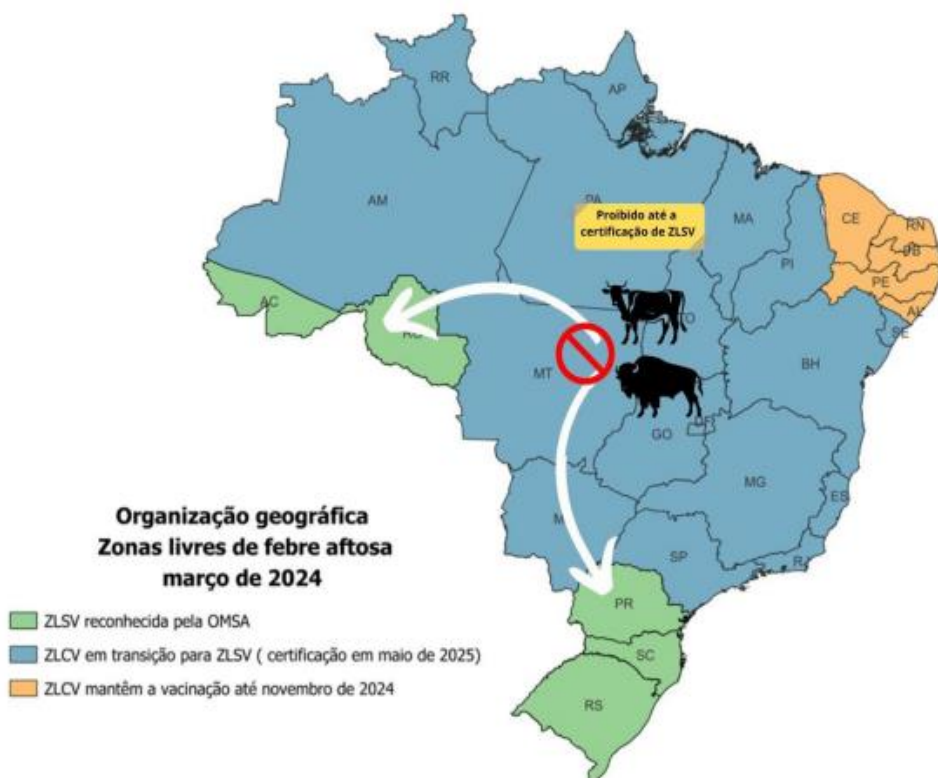 RR
AP
AM
PA
Proibido até a
certificação de ZLSV
MA
CE
RN
PB
PI
PE
AC
AL
TO
SE
RO
MT
BH
DF
GO
MG
ES
M
SP
RJ
PR
SC
RS
Organização geográfica
Zonas livres de febre aftosa
março de 2024
ZLSV reconhecida pela OMSA
ZLCV em transição para ZLSV ( certificação em maio de 2025)
ZLCV mantêm a vacinação até novembro de 2024